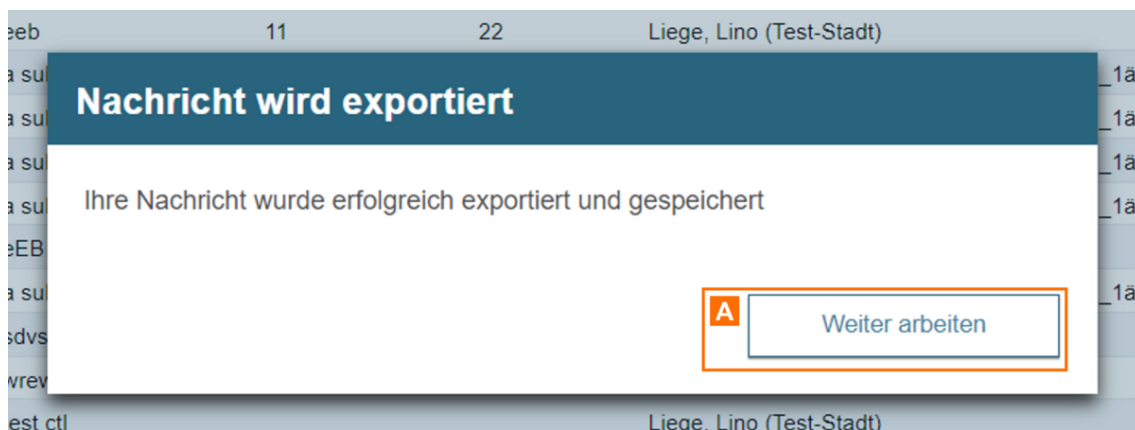 11 22 Liege, Lino (Test-Stadt)
Nachricht wird exportiert
Ihre Nachricht wurde erfolgreich exportiert und gespeichert
A Weiter arbeiten
ctl Liege, Lino (Test-Stadt)